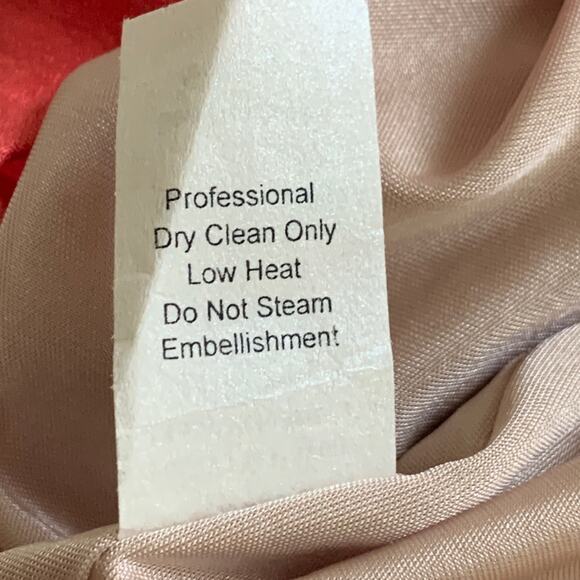 Professional
Dry Clean Only
Low Heat
Do Not Steam
Embellishment